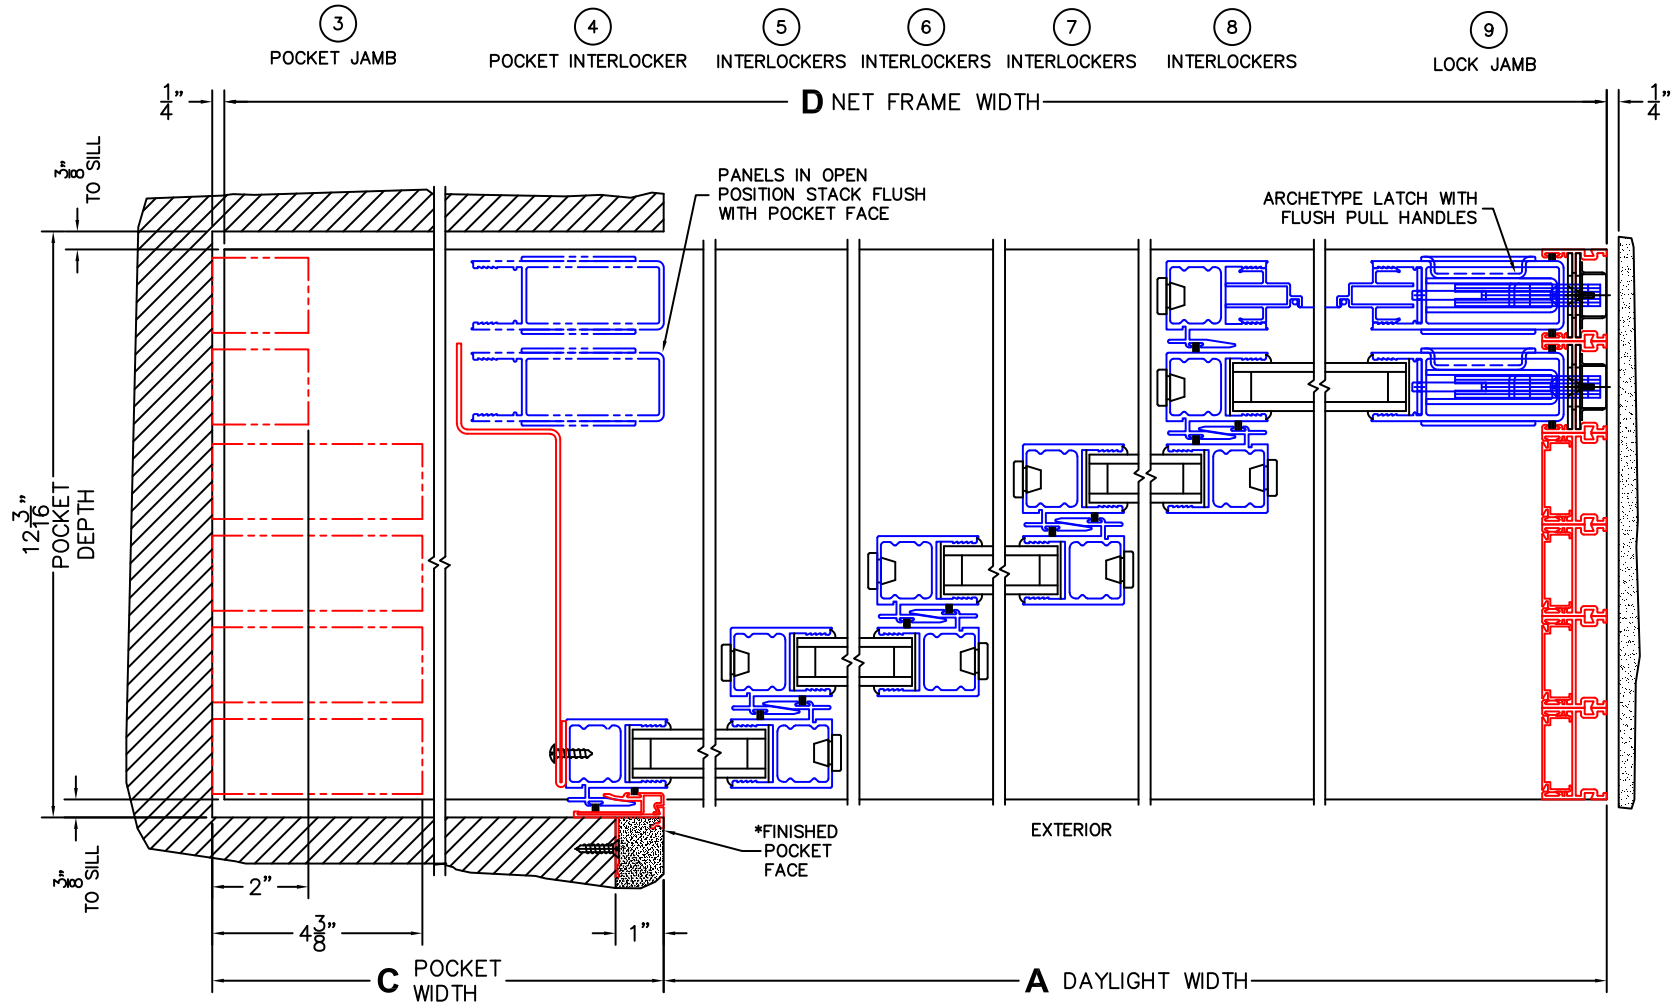 3
POCKET JAMB
4
POCKET INTERLOCKER
5
INTERLOCKERS
6
INTERLOCKERS
7
INTERLOCKERS
8
INTERLOCKERS
9
LOCK JAMB
1/4"
D NET FRAME WIDTH
1/4"
3/8"
TO SILL
PANELS IN OPEN
POSITION STACK FLUSH
WITH POCKET FACE
ARCHETYPE LATCH WITH
FLUSH PULL HANDLES
12 3/16"
POCKET
DEPTH
*FINISHED
POCKET
FACE
EXTERIOR
3/8"
TO SILL
2"
4 3/8"
1"
C POCKET
WIDTH
A DAYLIGHT WIDTH